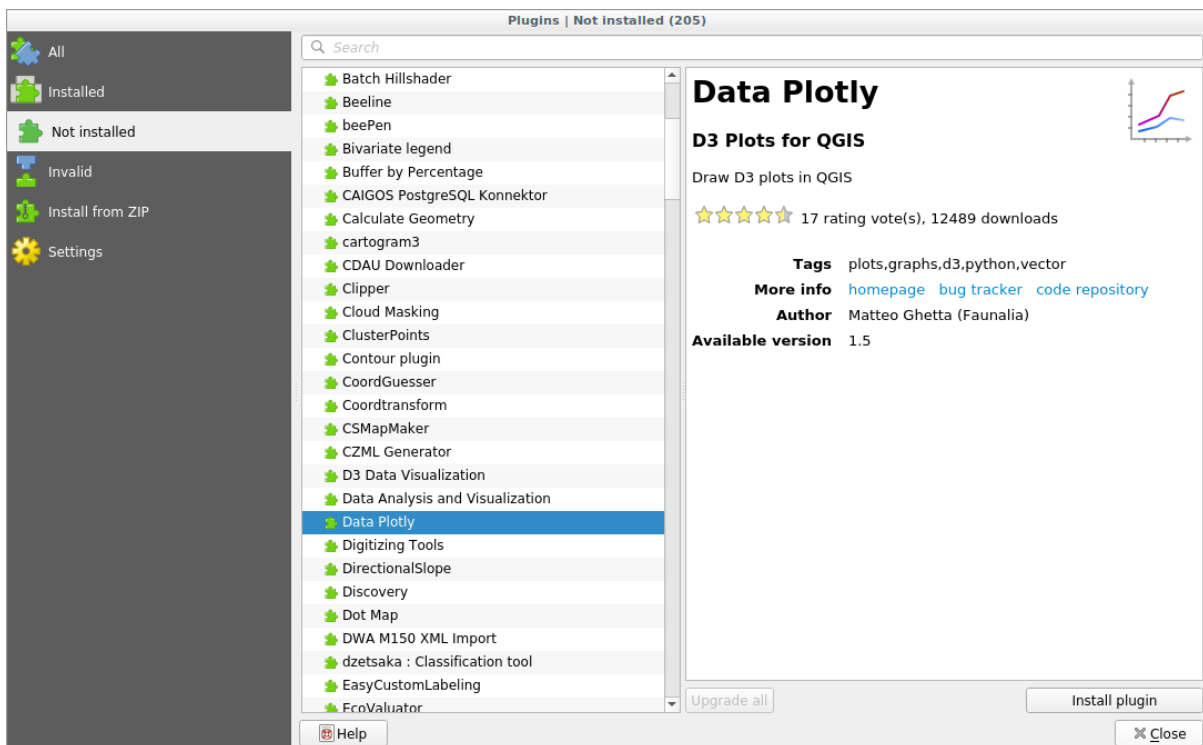 Plugins | Not installed (205)
All
Installed
Not installed
Invalid
Install from ZIP
Settings
Search
Batch Hillshader
Beeline
beePen
Bivariate legend
Buffer by Percentage
CAIGOS PostgreSQL Konnektor
Calculate Geometry
cartogram3
CDAU Downloader
Clipper
Cloud Masking
ClusterPoints
Contour plugin
CoordGuesser
Coordtransform
CSMapMaker
CZML Generator
D3 Data Visualization
Data Analysis and Visualization
Data Plotly
Digitizing Tools
DirectionalSlope
Discovery
Dot Map
DWA M150 XML Import
dzetsaka : Classification tool
EasyCustomLabeling
EcoValuator
Data Plotly
D3 Plots for QGIS
Draw D3 plots in QGIS
17 rating vote(s), 12489 downloads
Tags plots,graphs,d3,python,vector
More info homepage bug tracker code repository
Author Matteo Ghetta (Faunalia)
Available version 1.5
Upgrade all
Install plugin
Help
Close